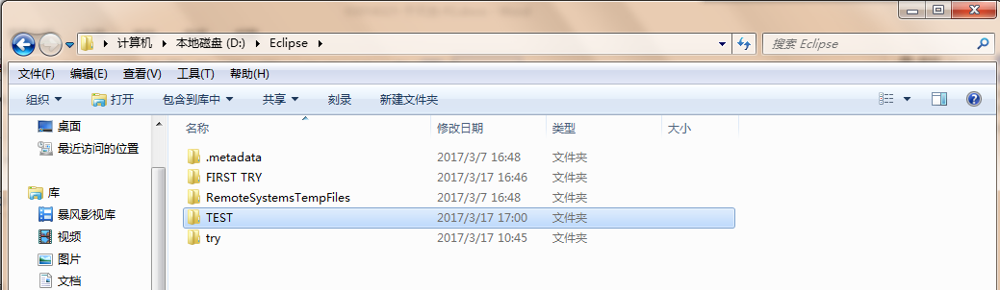 计算机 本地磁盘 (D:) Eclipse 搜索 Eclipse
文件(F) 编辑(E) 查看(V) 工具(T) 帮助(H)
组织 打开 包含到库中 共享 刻录 新建文件夹
桌面
最近访问的位置
库
暴风影视库
视频
图片
文档
名称 修改日期 类型 大小
.metadata 2017/3/7 16:48 文件夹
FIRST TRY 2017/3/17 16:46 文件夹
RemoteSystemsTempFiles 2017/3/7 16:48 文件夹
TEST 2017/3/17 17:00 文件夹
try 2017/3/17 10:45 文件夹